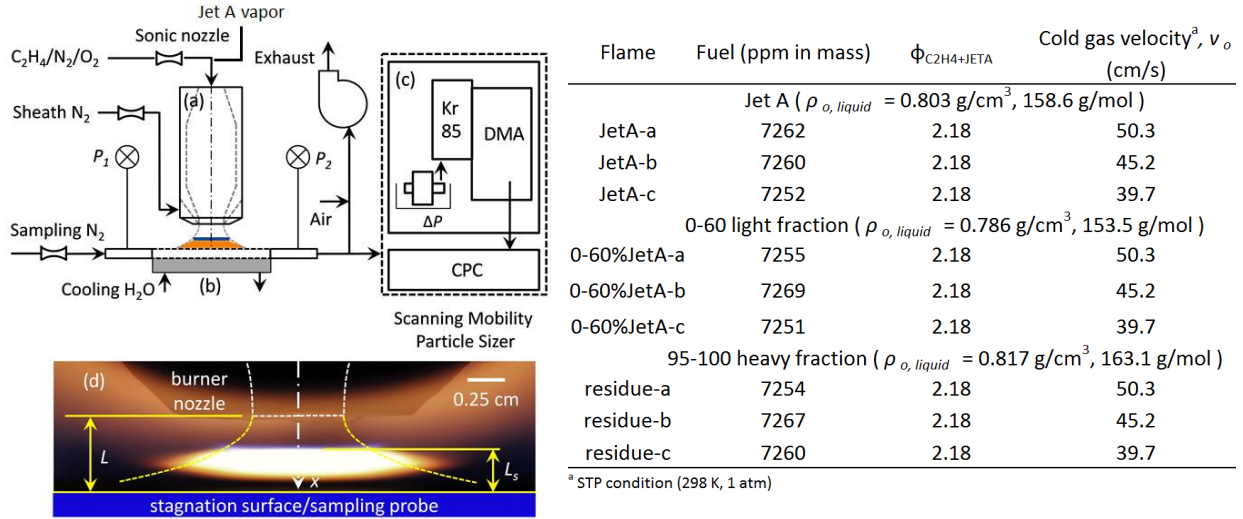 Jet A vapor
Sonic nozzle
C2H4/N2/O2
Exhaust
(a)
(c)
Kr
85
DMA
Sheath N2
P1
P2
ΔP
Air
Sampling N2
(b)
CPC
Cooling H2O
Scanning Mobility
Particle Sizer
(d)
burner
nozzle
0.25 cm
L
Ls
x
stagnation surface/sampling probe
Flame Fuel (ppm in mass) ϕC2H4+JETA Cold gas velocity^a, vo
(cm/s)
Jet A ( ρo, liquid = 0.803 g/cm³, 158.6 g/mol )
JetA-a 7262 2.18 50.3
JetA-b 7260 2.18 45.2
JetA-c 7252 2.18 39.7
0-60 light fraction ( ρo, liquid = 0.786 g/cm³, 153.5 g/mol )
0-60%JetA-a 7255 2.18 50.3
0-60%JetA-b 7269 2.18 45.2
0-60%JetA-c 7251 2.18 39.7
95-100 heavy fraction ( ρo, liquid = 0.817 g/cm³, 163.1 g/mol )
residue-a 7254 2.18 50.3
residue-b 7267 2.18 45.2
residue-c 7260 2.18 39.7
^a STP condition (298 K, 1 atm)